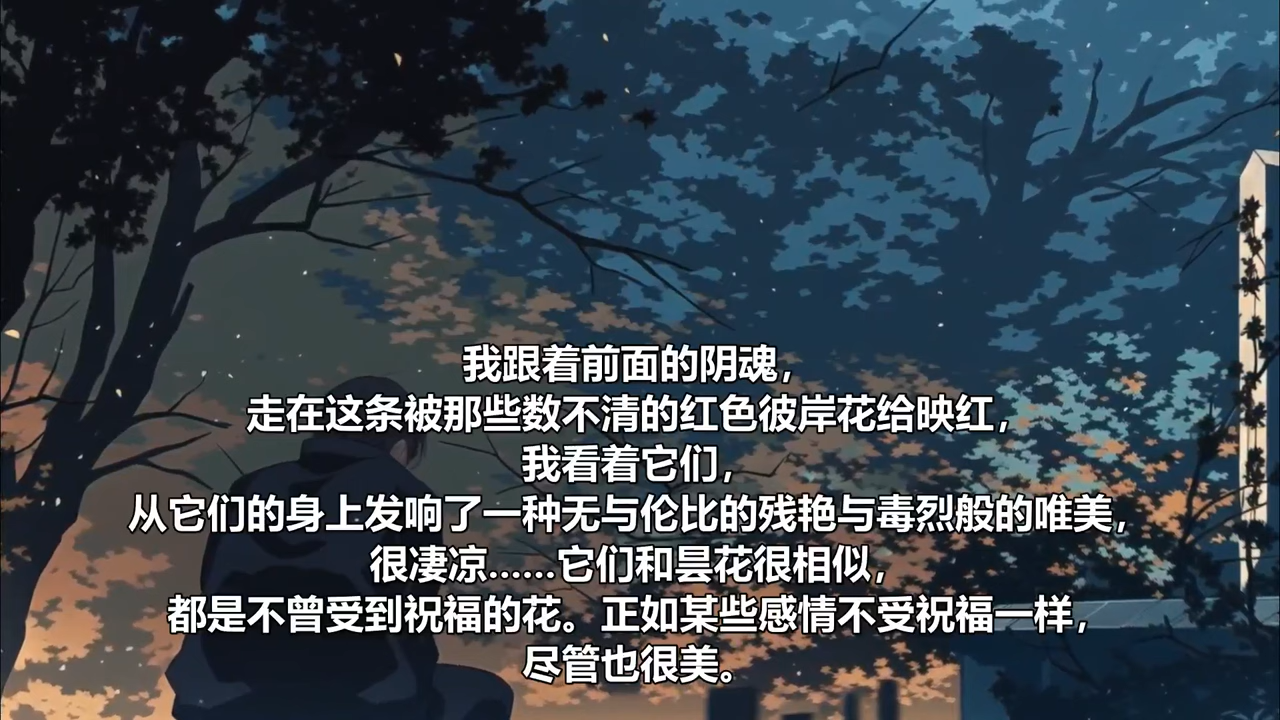 我跟着前面的阴魂，
走在这条被那些数不清的红色彼岸花给映红，
我看着它们，
从它们的身上发响了一种无与伦比的残艳与毒烈般的唯美，
很凄凉……它们和昙花很相似，
都是不曾受到祝福的花。正如某些感情不受祝福一样，
尽管也很美。